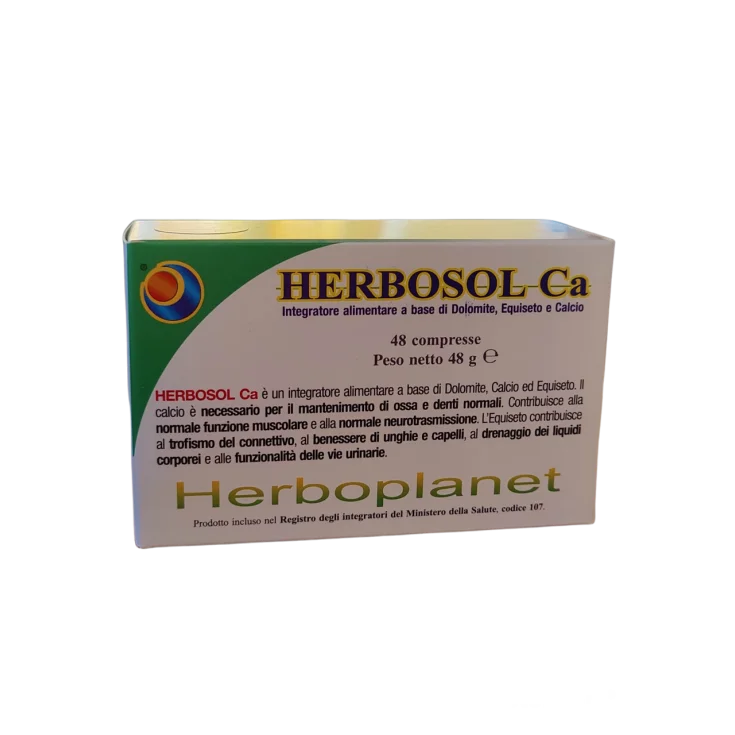 ®
HERBOSOL Ca
Integratore alimentare a base di Dolomite, Equiseto e Calcio
48 compresse
Peso netto 48 g ℮
HERBOSOL Ca è un integratore alimentare a base di Dolomite, Calcio ed Equiseto. Il
calcio è necessario per il mantenimento di ossa e denti normali. Contribuisce alla
normale funzione muscolare e alla normale neurotrasmissione. L'Equiseto contribuisce
al trofismo del connettivo, al benessere di unghie e capelli, al drenaggio dei liquidi
corporei e alle funzionalità delle vie urinarie.
Herboplanet
Prodotto incluso nel Registro degli integratori del Ministero della Salute, codice 107.